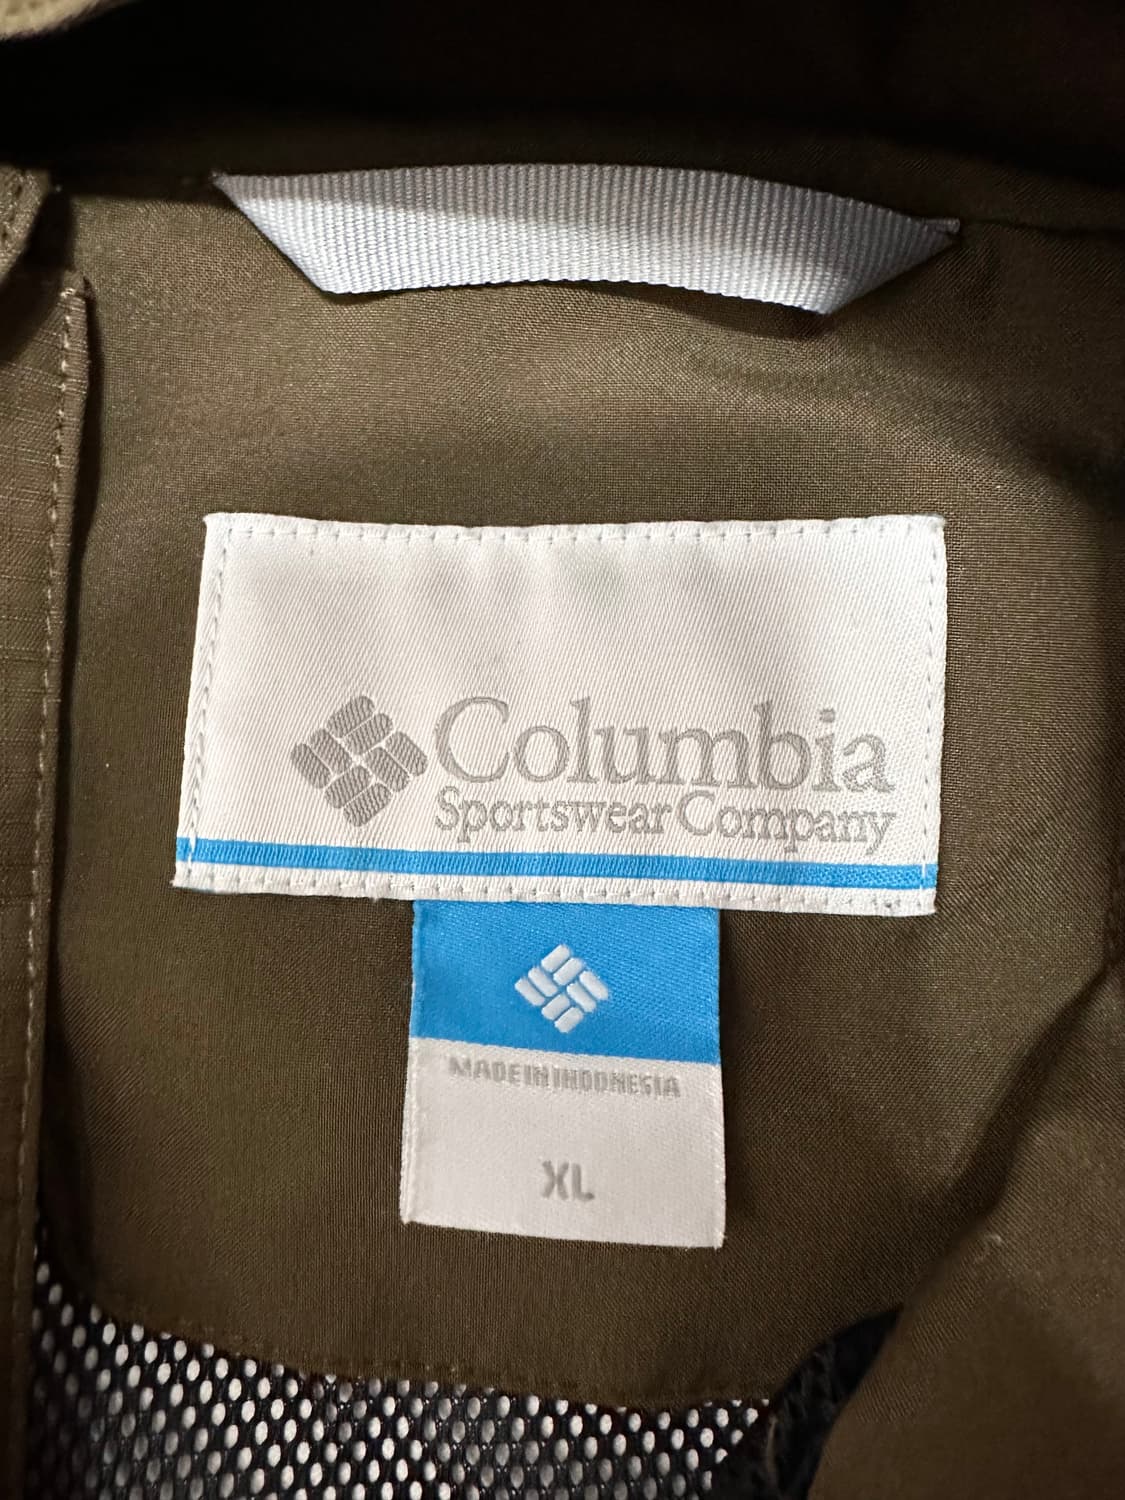 Columbia
Sportswear Company
MADE IN INDONESIA
XL